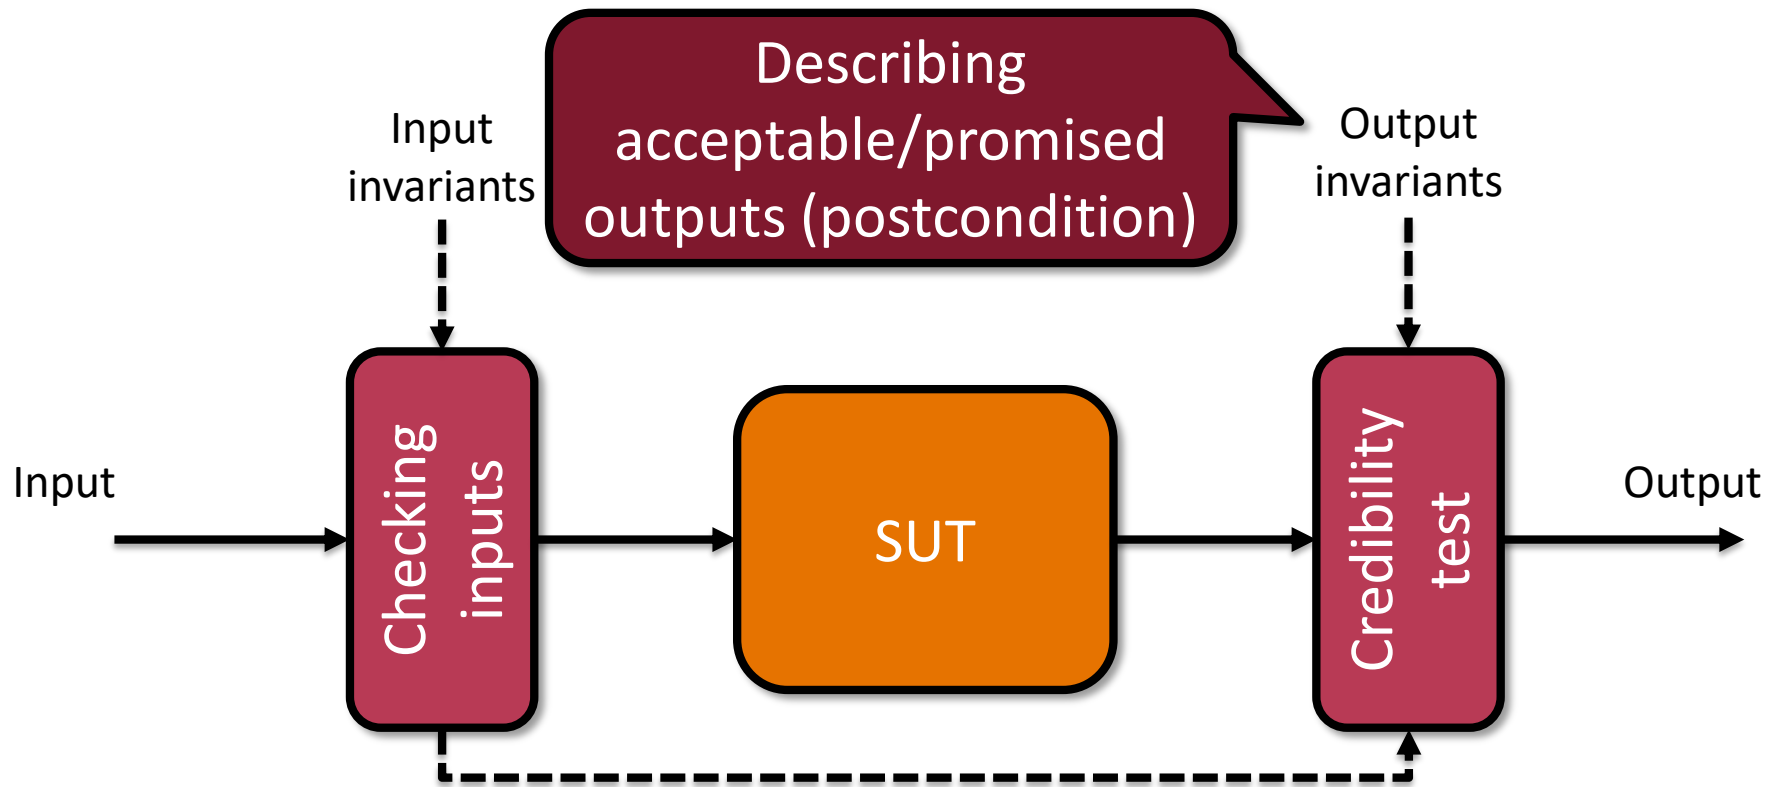 Describing
acceptable/promised
outputs (postcondition)
Input
invariants
Output
invariants
Input
Checking
inputs
SUT
Credibility
test
Output